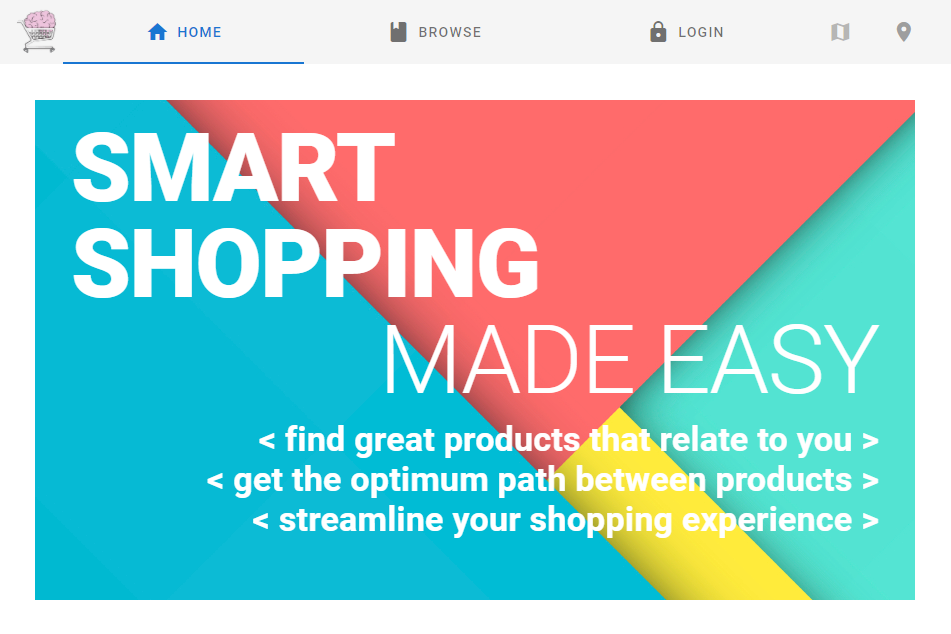 HOME
BROWSE
LOGIN
SMART
SHOPPING
MADE EASY
< find great products that relate to you >
< get the optimum path between products >
< streamline your shopping experience >